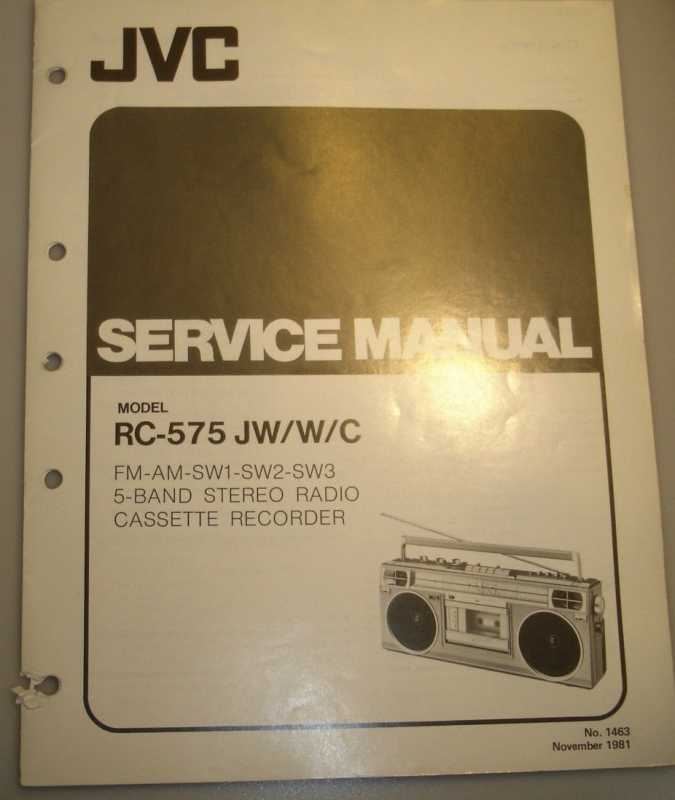 JVC
SERVICE MANUAL
MODEL
RC-575 JW/W/C
FM-AM-SW1-SW2-SW3
5-BAND STEREO RADIO
CASSETTE RECORDER
No. 1463
November 1981